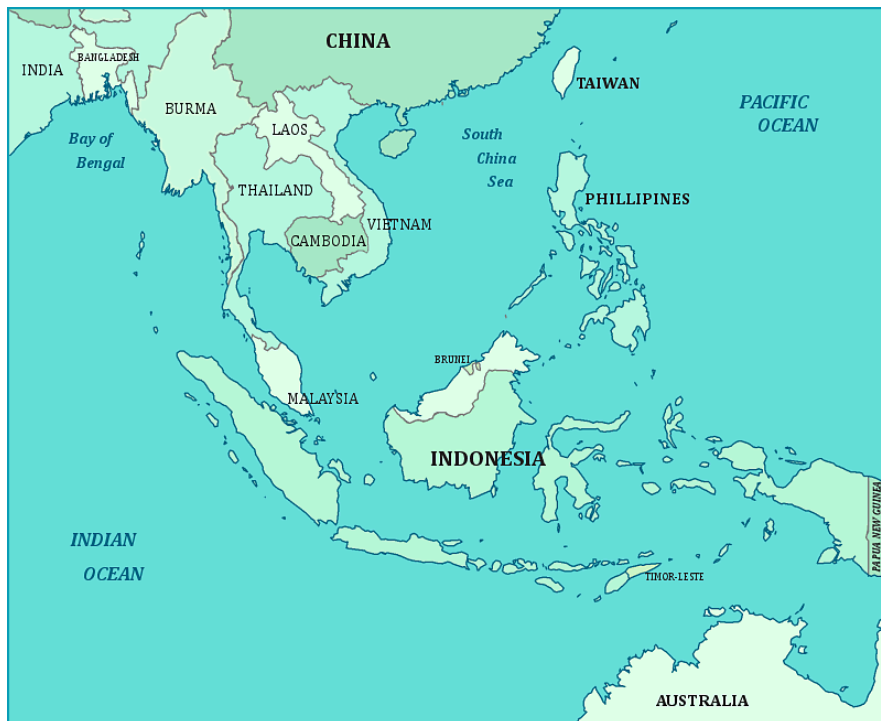 CHINA
BANGLADESH
INDIA
TAIWAN
BURMA
PACIFIC
OCEAN
LAOS
Bay of
Bengal
South
China
Sea
THAILAND
PHILLIPINES
VIETNAM
CAMBODIA
BRUNEI
MALAYSIA
INDONESIA
PAPUA NEW GUINEA
INDIAN
OCEAN
TIMOR-LESTE
AUSTRALIA